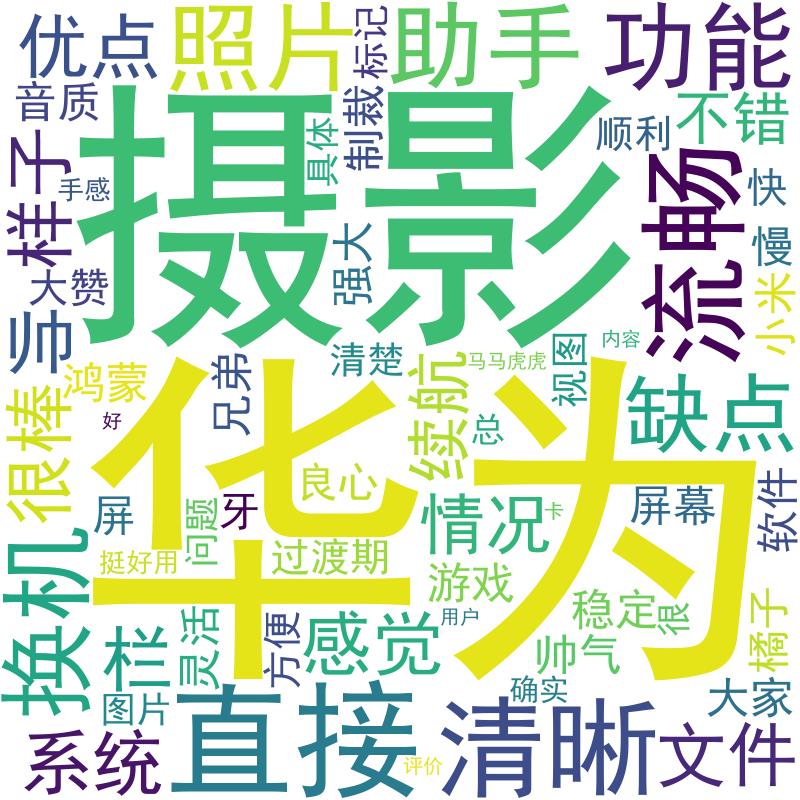 优点
照片
标记
助手
功能
音质
制裁
具体
顺利
不错
摄影
样子
手感
强大
流畅
快
慢
大赞
小米
帅
清楚
视图
内容
鸿蒙
兄弟
续航
马马虎虎
缺点
很棒
好
华为
总
良心
屏
问题
牙
情况
卡
屏幕
软件
换机
挺好用
过渡期
游戏
稳定
很
橘子
栏
灵活
方便
感觉
用户
帅气
图片
直接
确实
大家
系统
评价
清晰
文件